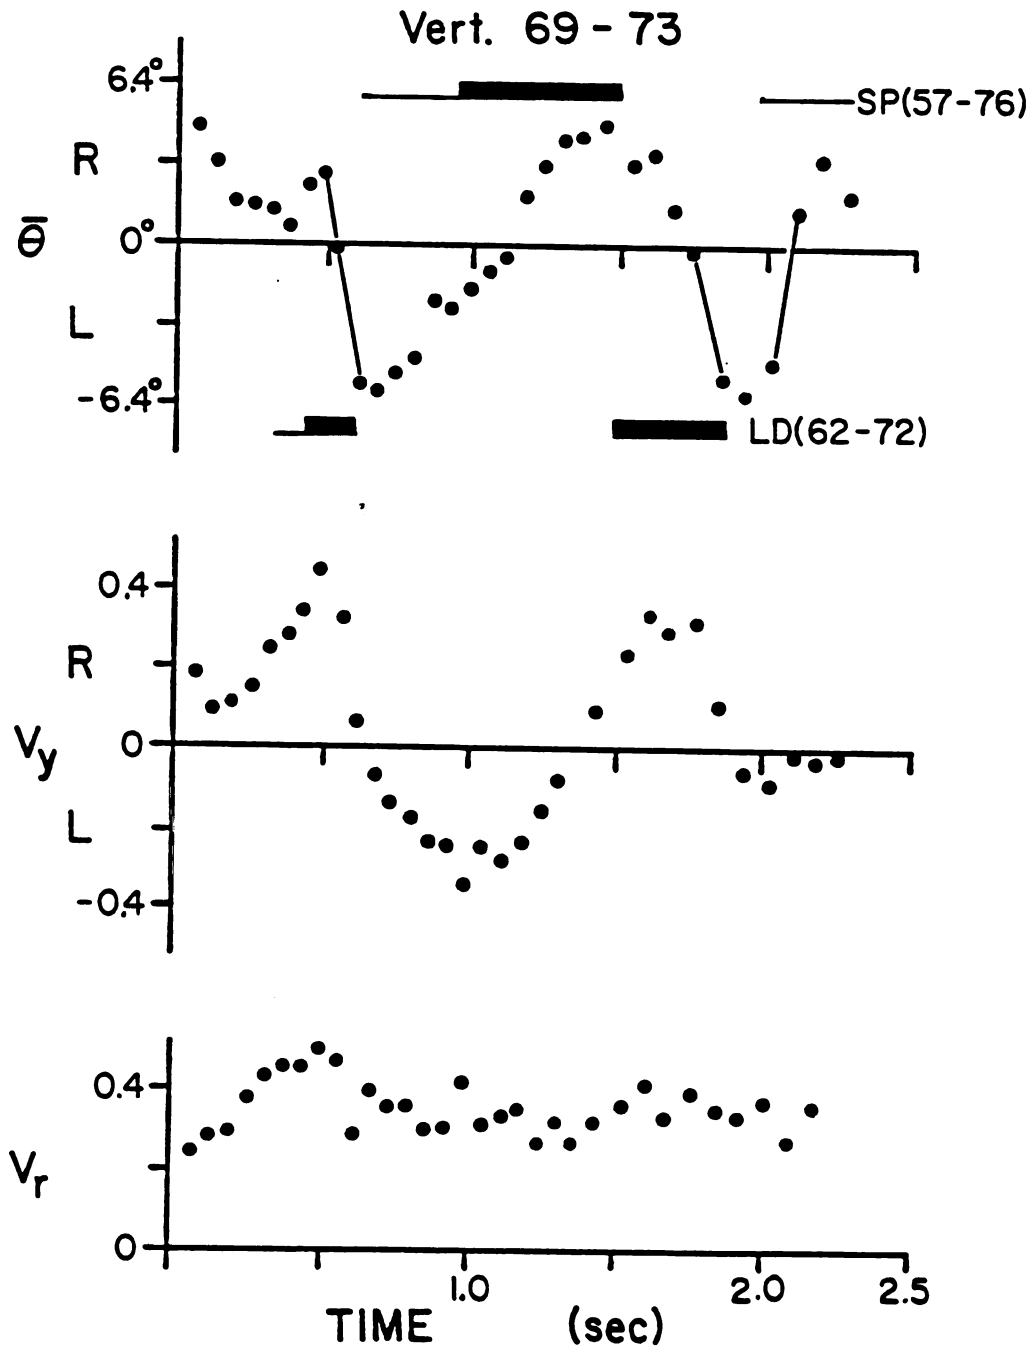 Vert. 69-73
6.4°
SP(57-76)
R
θ̅
0°
L
-6.4°
LD(62-72)
0.4
R
Vy
0
L
-0.4
0.4
Vr
0
1.0
2.0
2.5
TIME (sec)